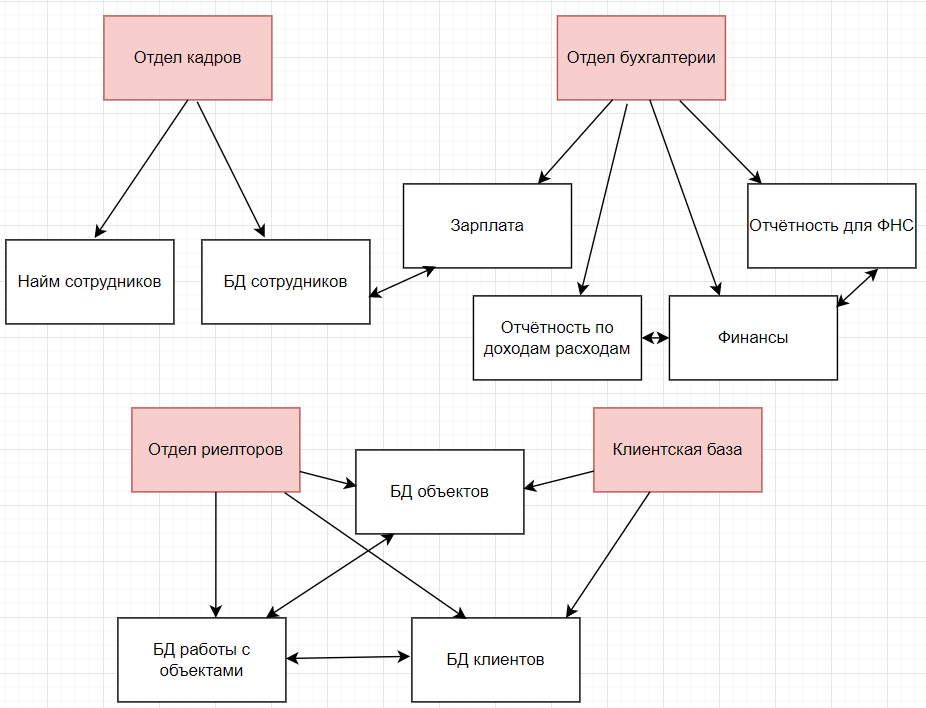 Отдел кадров
Отдел бухгалтерии
Зарплата
Отчётность для ФНС
Найм сотрудников
БД сотрудников
Отчётность по
доходам расходам
Финансы
Отдел риелторов
Клиентская база
БД объектов
БД работы с
объектами
БД клиентов